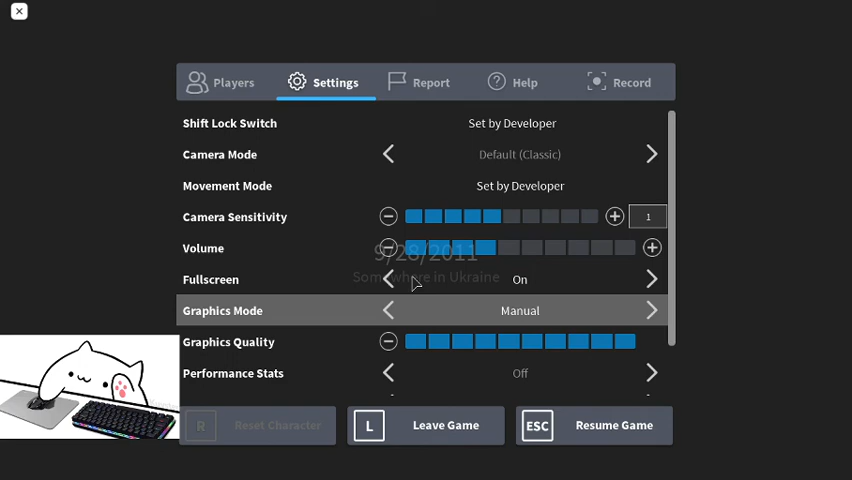 Players Settings Report Help Record
Shift Lock Switch Set by Developer
Camera Mode Default (Classic)
Movement Mode Set by Developer
Camera Sensitivity 1
Volume
9/28/2011
Fullscreen On
Somewhere in Ukraine
Graphics Mode Manual
Graphics Quality
Performance Stats Off
R Reset Character L Leave Game ESC Resume Game